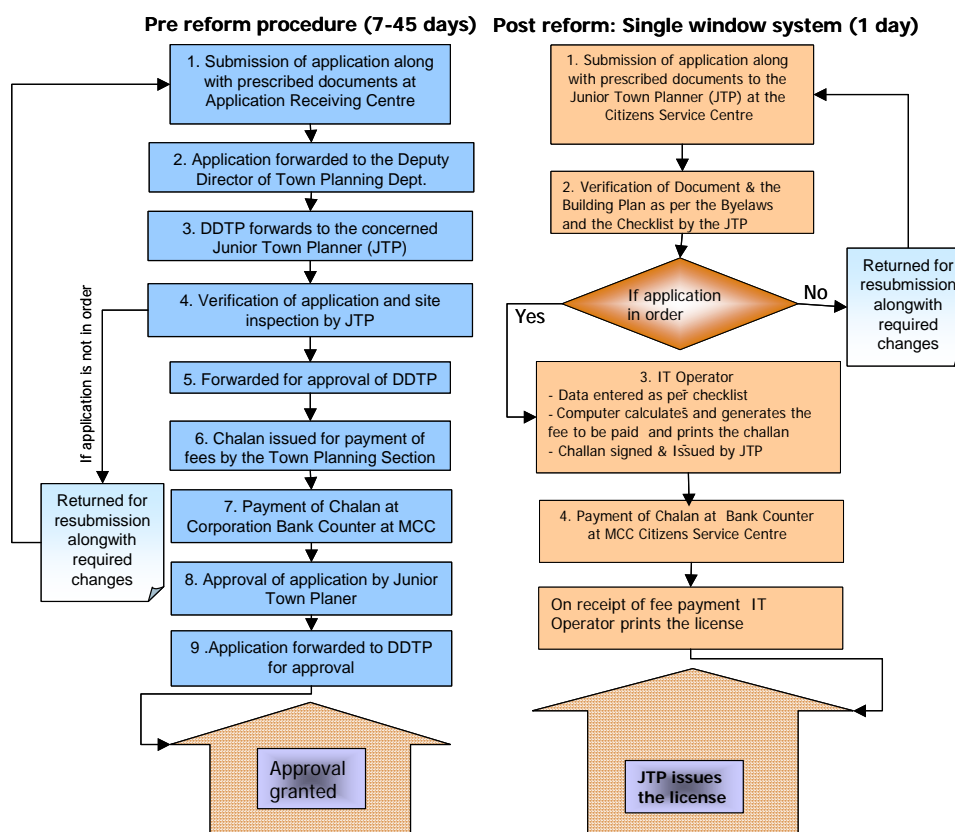 Pre reform procedure (7-45 days)
1. Submission of application along
with prescribed documents at
Application Receiving Centre
2. Application forwarded to the Deputy
Director of Town Planning Dept.
3. DDTP forwards to the concerned
Junior Town Planner (JTP)
4. Verification of application and site
inspection by JTP
If application is not in order
5. Forwarded for approval of DDTP
6. Chalan issued for payment of
fees by the Town Planning Section
Returned for
resubmission
alongwith
required
changes
7. Payment of Chalan at
Corporation Bank Counter at MCC
8. Approval of application by Junior
Town Planer
9 .Application forwarded to DDTP
for approval
Approval
granted
Post reform: Single window system (1 day)
1. Submission of application along
with prescribed documents to the
Junior Town Planner (JTP) at the
Citizens Service Centre
2. Verification of Document & the
Building Plan as per the Byelaws
and the Checklist by the JTP
If application
in order
No
Returned for
resubmission
alongwith
required
changes
Yes
3. IT Operator
- Data entered as per checklist
- Computer calculates and generates the
fee to be paid and prints the challan
- Challan signed & Issued by JTP
4. Payment of Chalan at Bank Counter
at MCC Citizens Service Centre
On receipt of fee payment IT
Operator prints the license
JTP issues
the license